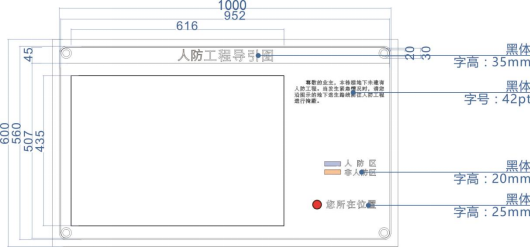 1000
952
616
人防工程导引图
45
20
30
黑体
字高：35mm
黑体
字号：42pt
600
560
507
435
人 防 区
非人防区
黑体
字高：20mm
您所在位置
黑体
字高：25mm